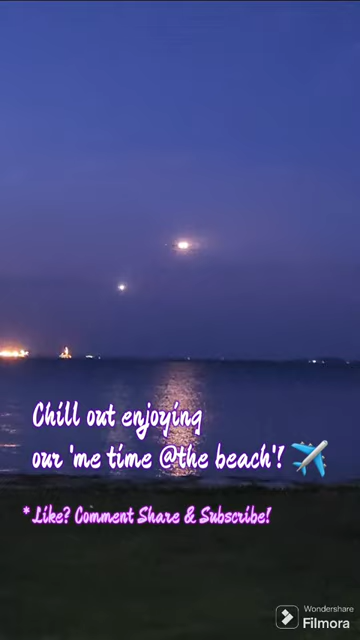 Chill out enjoying
our 'me time @the beach'! ✈️
* Like? Comment Share & Subscribe!
Wondershare
Filmora